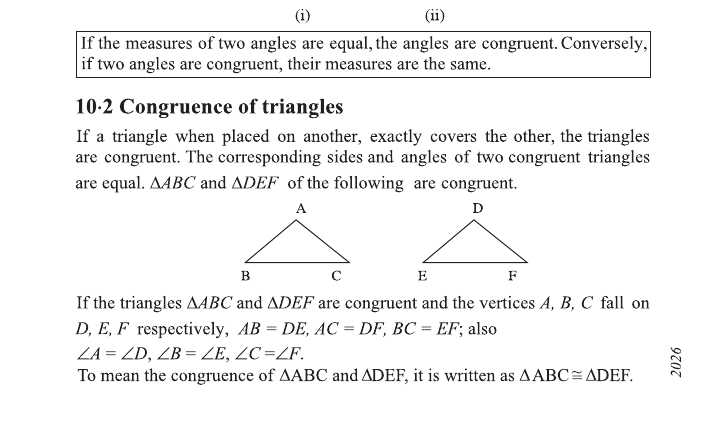 (i) (ii)
If the measures of two angles are equal, the angles are congruent. Conversely,
if two angles are congruent, their measures are the same.
10·2 Congruence of triangles
If a triangle when placed on another, exactly covers the other, the triangles
are congruent. The corresponding sides and angles of two congruent triangles
are equal. ΔABC and ΔDEF of the following are congruent.
A D
B C E F
If the triangles ΔABC and ΔDEF are congruent and the vertices A, B, C fall on
D, E, F respectively, AB = DE, AC = DF, BC = EF; also
∠A = ∠D, ∠B = ∠E, ∠C =∠F.
To mean the congruence of ΔABC and ΔDEF, it is written as ΔABC≅ΔDEF.
2026